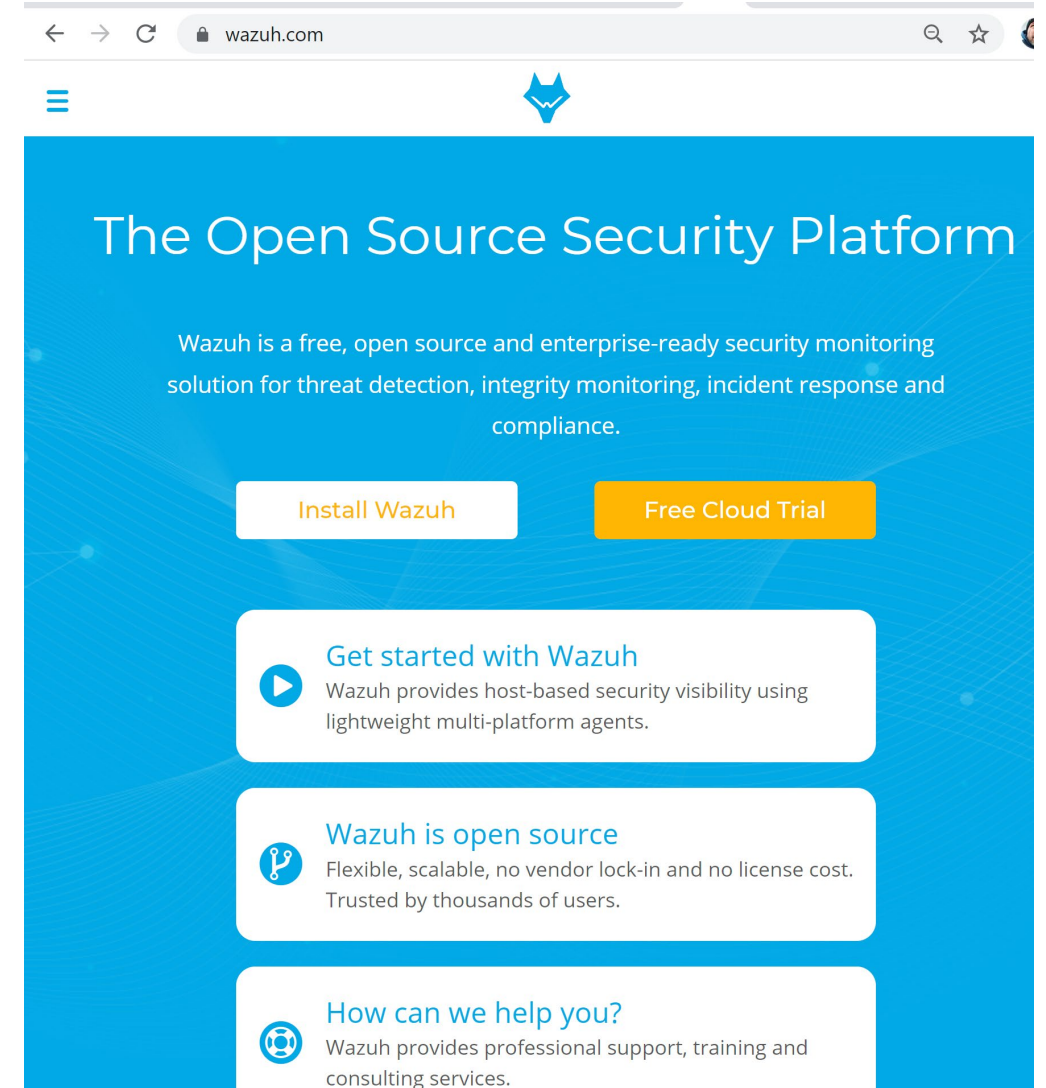 wazuh.com
The Open Source Security Platform
Wazuh is a free, open source and enterprise-ready security monitoring
solution for threat detection, integrity monitoring, incident response and
compliance.
Install Wazuh
Free Cloud Trial
Get started with Wazuh
Wazuh provides host-based security visibility using
lightweight multi-platform agents.
Wazuh is open source
Flexible, scalable, no vendor lock-in and no license cost.
Trusted by thousands of users.
How can we help you?
Wazuh provides professional support, training and
consulting services.